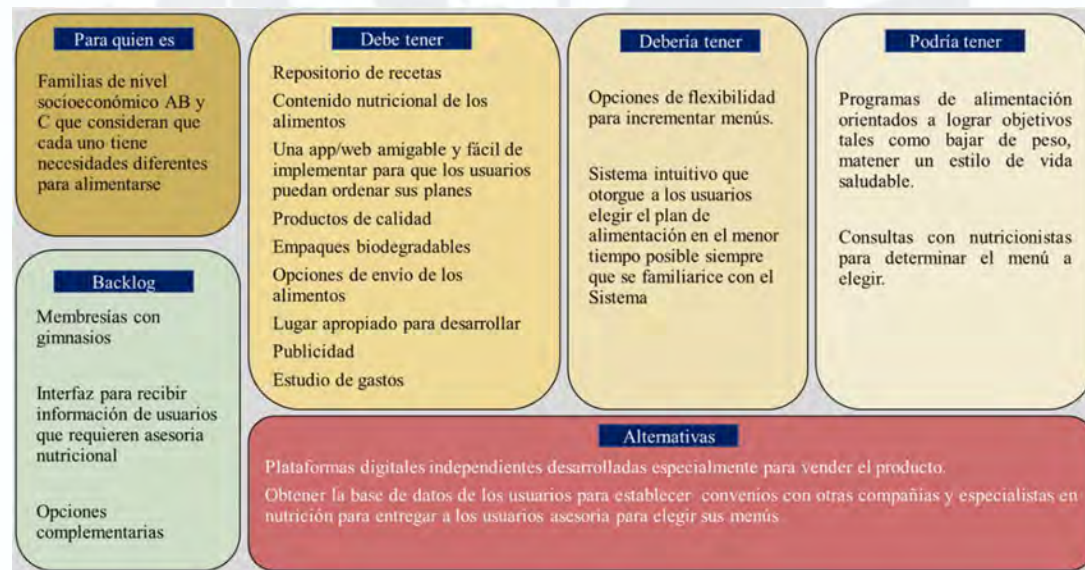 Para quien es
Familias de nivel
socioeconómico AB y
C que consideran que
cada uno tiene
necesidades diferentes
para alimentarse
Debe tener
Repositorio de recetas
Contenido nutricional de los
alimentos
Una app/web amigable y fácil de
implementar para que los usuarios
puedan ordenar sus planes
Productos de calidad
Empaques biodegradables
Opciones de envío de los
alimentos
Lugar apropiado para desarrollar
Publicidad
Estudio de gastos
Debería tener
Opciones de flexibilidad
para incrementar menús.
Sistema intuitivo que
otorgue a los usuarios
elegir el plan de
alimentación en el menor
tiempo posible siempre
que se familiarice con el
Sistema
Podría tener
Programas de alimentación
orientados a lograr objetivos
tales como bajar de peso,
matener un estilo de vida
saludable.
Consultas con nutricionistas
para determinar el menú a
elegir.
Backlog
Membresías con
gimnasios
Interfaz para recibir
información de usuarios
que requieren asesoria
nutricional
Opciones
complementarias
Alternativas
Plataformas digitales independientes desarrolladas especialmente para vender el producto.
Obtener la base de datos de los usuarios para establecer convenios con otras compañias y especialistas en
nutrición para entregar a los usuarios asesoria para elegir sus menús